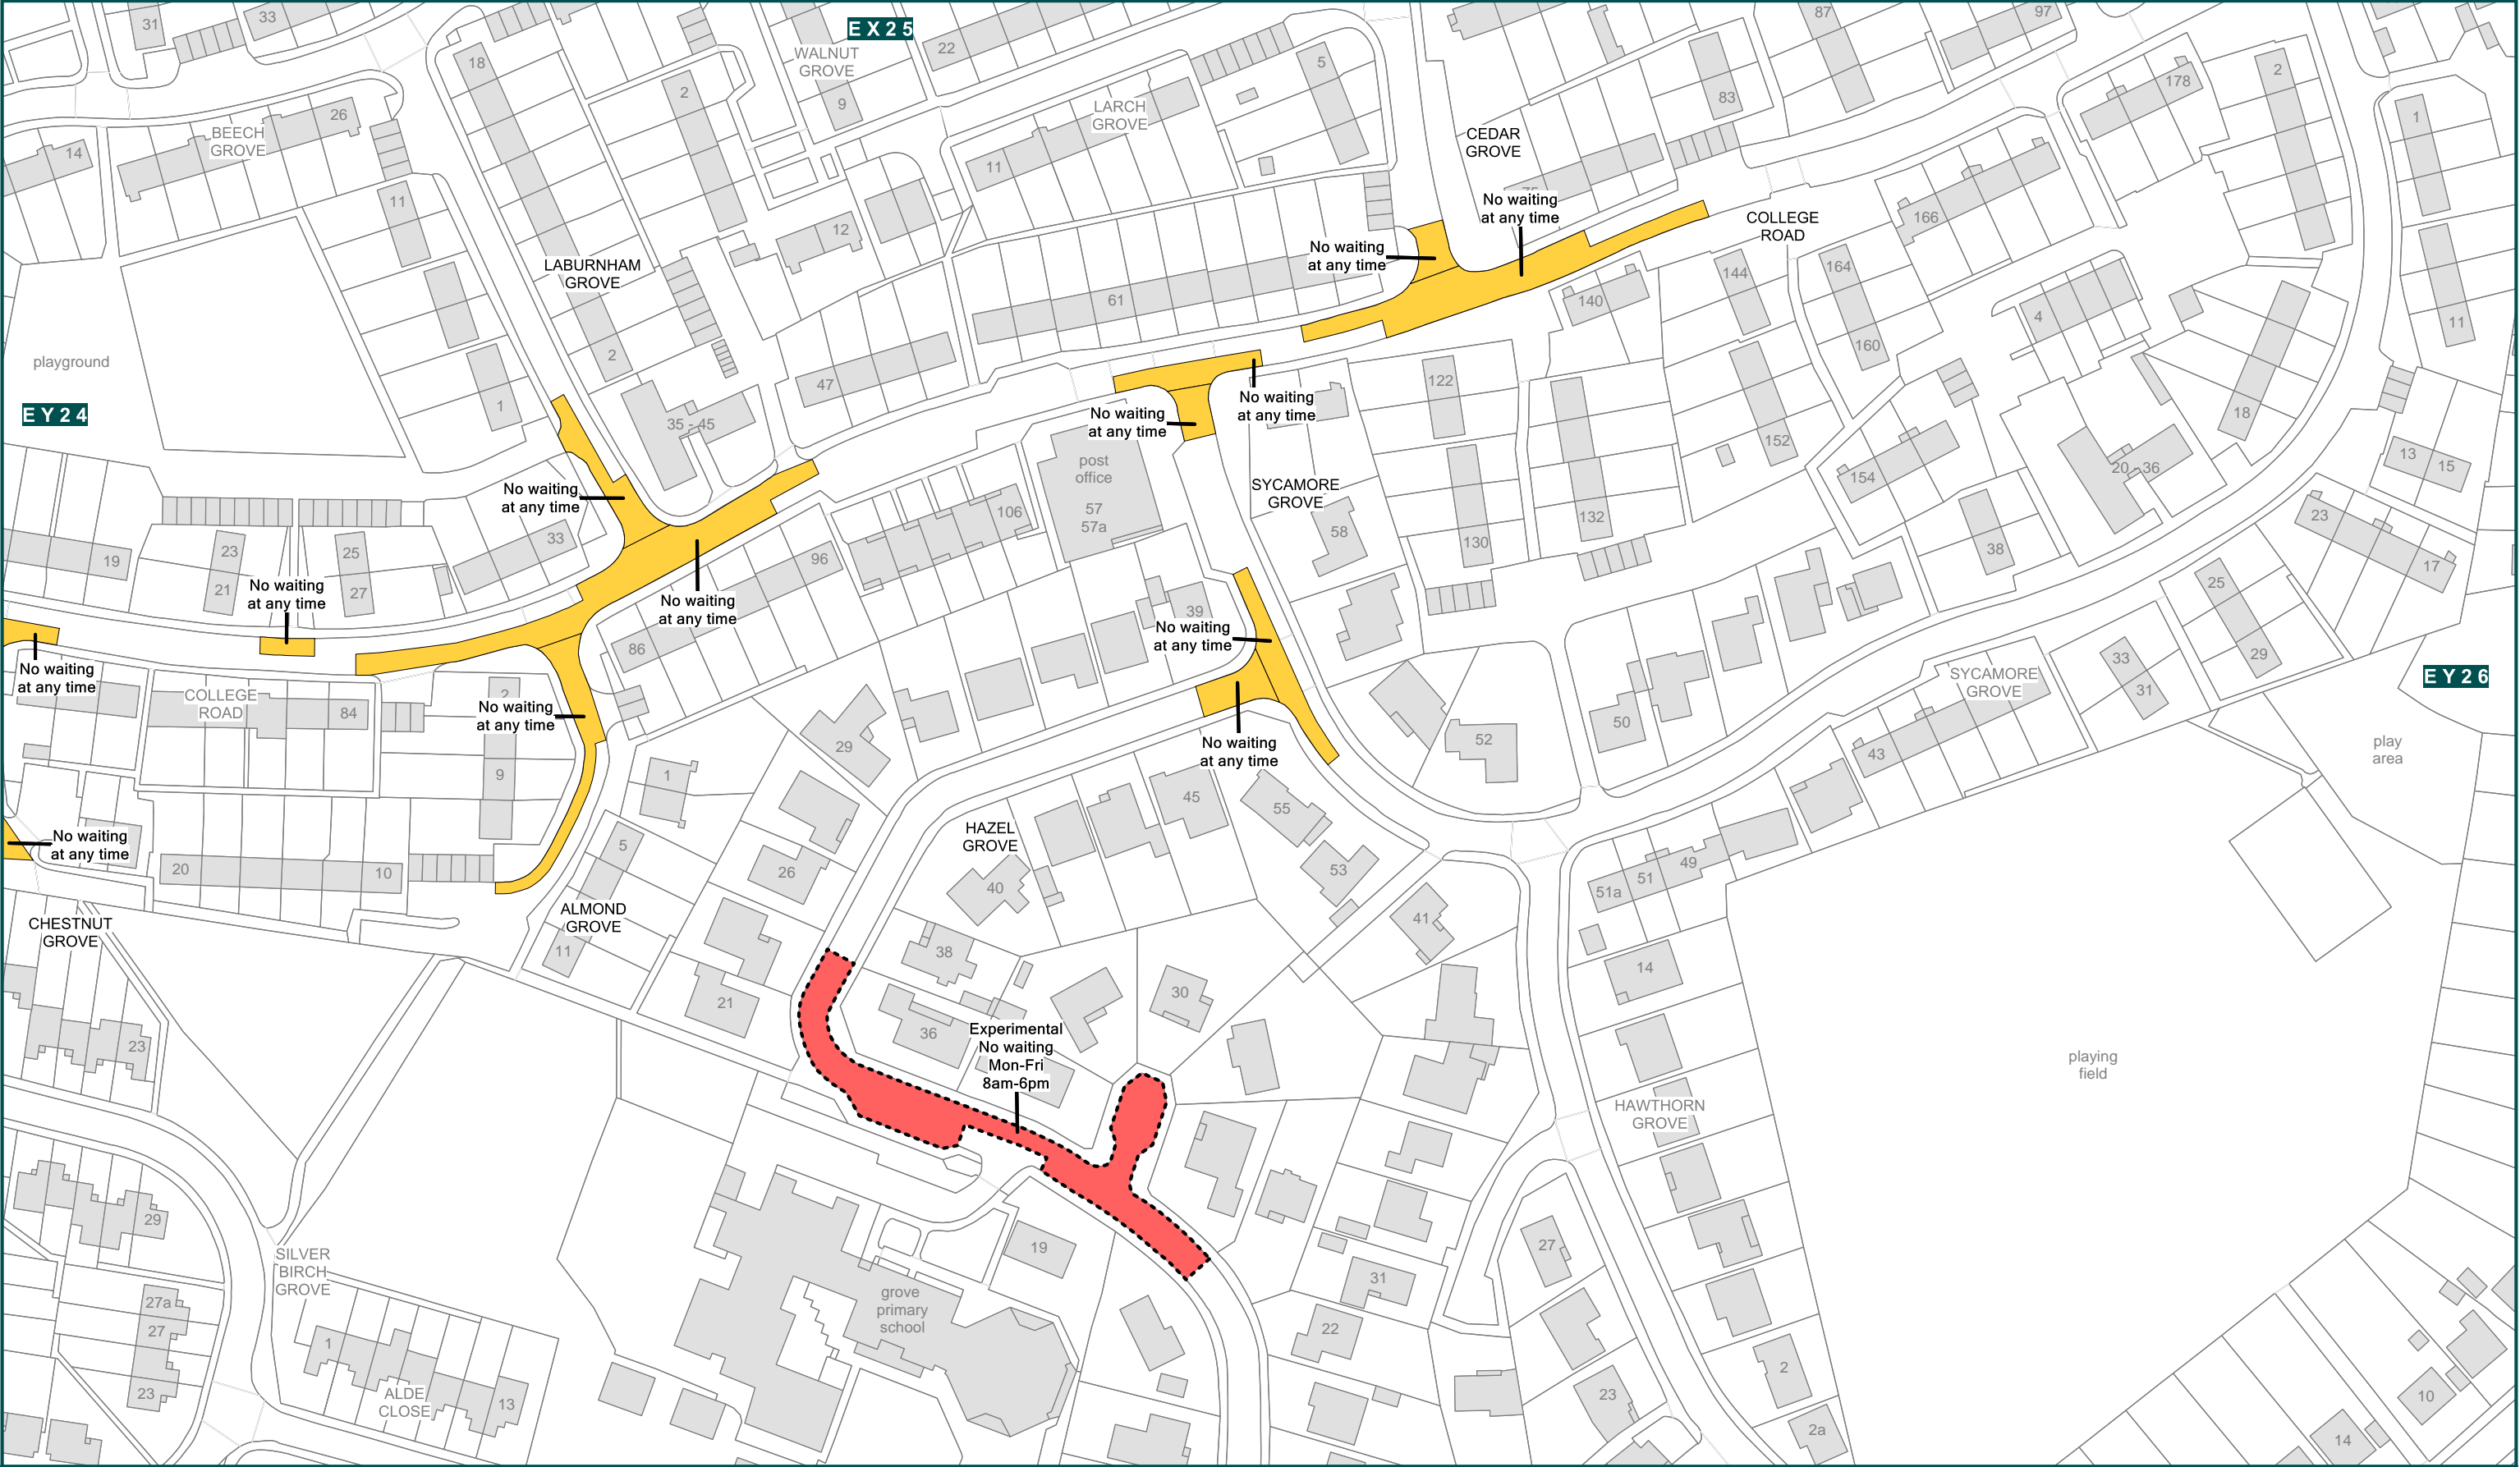 31
33
EX25
22
WALNUT
GROVE
9
87
97
18
2
5
178
2
LARCH
GROVE
83
26
BEECH
GROVE
14
11
CEDAR
GROVE
1
11
No waiting
at any time
12
166
COLLEGE
ROAD
LABURNHAM
GROVE
No waiting
at any time
144
164
61
140
4
11
2
playground
47
122
160
1
EY24
No waiting
at any time
No waiting
at any time
35 - 45
18
post
office
57
57a
152
13
15
20 - 36
154
SYCAMORE
GROVE
No waiting
at any time
106
132
58
23
33
130
38
17
19
23
21
25
27
96
No waiting
at any time
No waiting
at any time
39
25
29
No waiting
at any time
86
33
31
SYCAMORE
GROVE
EY26
No waiting
at any time
COLLEGE
ROAD
84
2
No waiting
at any time
50
52
43
play
area
29
No waiting
at any time
9
1
45
55
HAZEL
GROVE
No waiting
at any time
5
26
53
49
51
51a
20
10
40
41
ALMOND
GROVE
CHESTNUT
GROVE
11
38
14
21
30
36
Experimental
No waiting
Mon-Fri
8am-6pm
23
playing
field
HAWTHORN
GROVE
29
SILVER
BIRCH
GROVE
19
27
grove
primary
school
31
27a
27
23
22
1
2
ALDE
CLOSE
13
23
2a
10
14